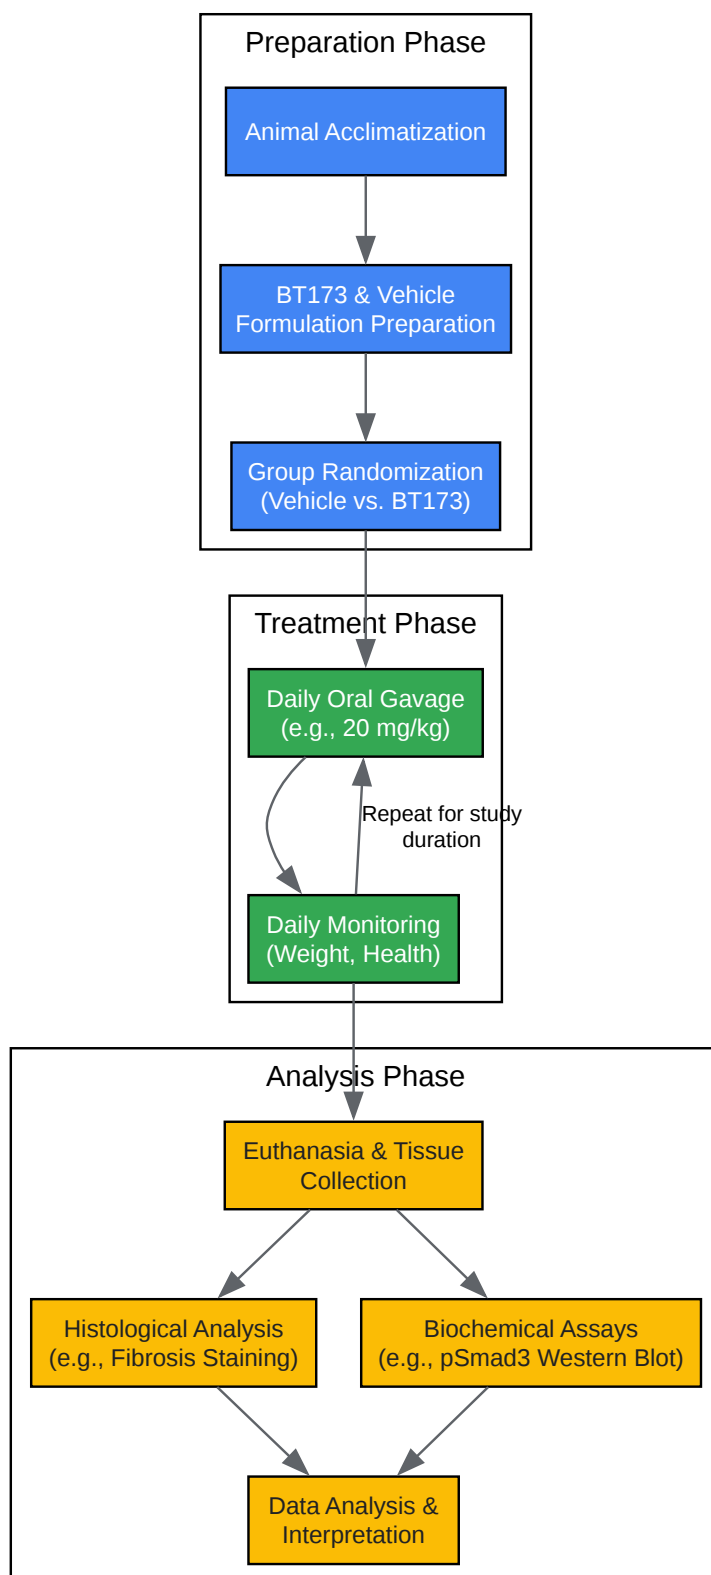 Preparation Phase
Animal Acclimatization
BT173 & Vehicle
Formulation Preparation
Group Randomization
(Vehicle vs. BT173)
Treatment Phase
Daily Oral Gavage
(e.g., 20 mg/kg)
Repeat for study
duration
Daily Monitoring
(Weight, Health)
Analysis Phase
Euthanasia & Tissue
Collection
Histological Analysis
(e.g., Fibrosis Staining)
Biochemical Assays
(e.g., pSmad3 Western Blot)
Data Analysis &
Interpretation